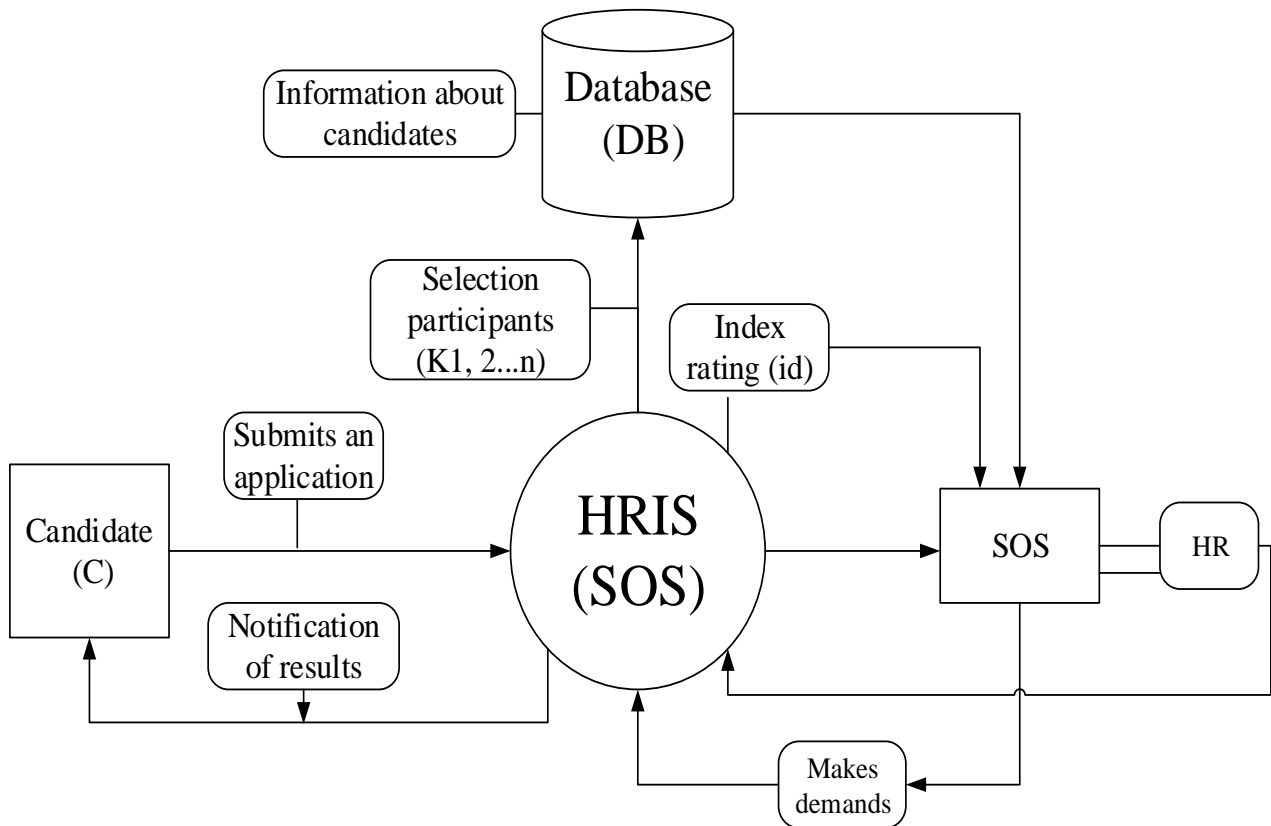 Information about
candidates
Database
(DB)
Selection
participants
(K1, 2...n)
Index
rating (id)
Submits an
application
Candidate
(C)
HRIS
(SOS)
SOS
HR
Notification
of results
Makes
demands